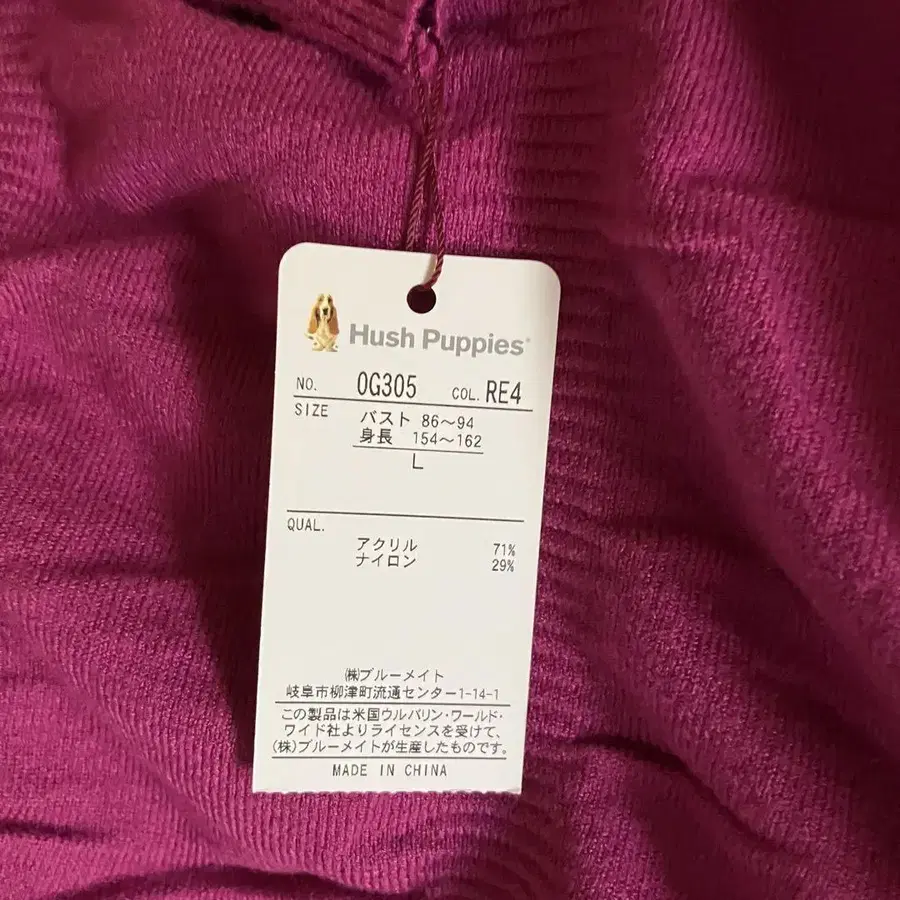 Hush Puppies®
NO. 0G305 COL. RE4
SIZE バスト 86～94
身長 154～162
L
QUAL.
アクリル 71%
ナイロン 29%
㈱ブルーメイト
岐阜市柳津町流通センター1-14-1
この製品は米国ウルバリン・ワールド・
ワイド社よりライセンスを受けて、
(株)ブルーメイトが生産したものです。
MADE IN CHINA